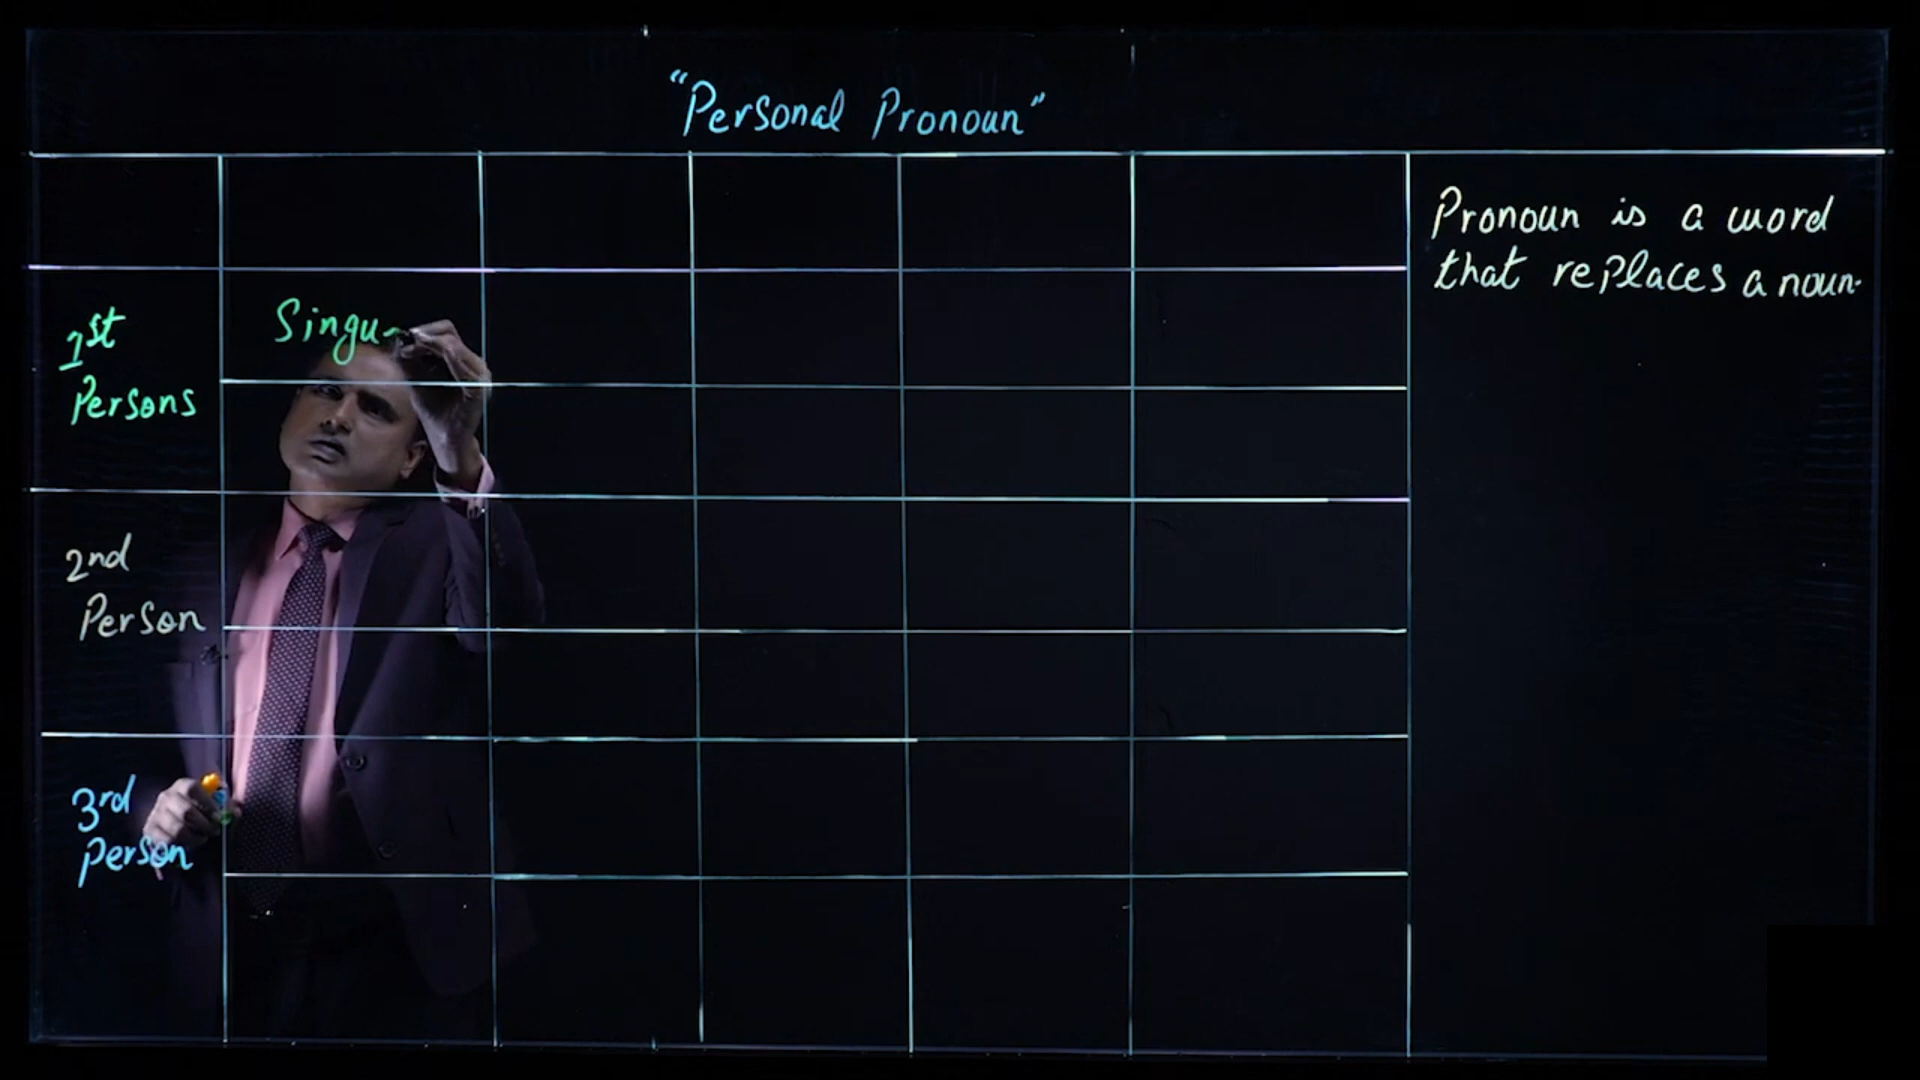 "Personal Pronoun"
Pronoun is a word
that replaces a noun.
1st
Persons
Singu
2nd
Person
3rd
Person